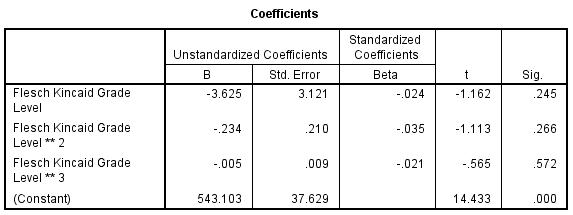 Coefficients
Unstandardized Coefficients Standardized Coefficients
B Std. Error Beta t Sig.
Flesch Kincaid Grade Level -3.625 3.121 -.024 -1.162 .245
Flesch Kincaid Grade Level ** 2 -.234 .210 -.035 -1.113 .266
Flesch Kincaid Grade Level ** 3 -.005 .009 -.021 -.565 .572
(Constant) 543.103 37.629 14.433 .000